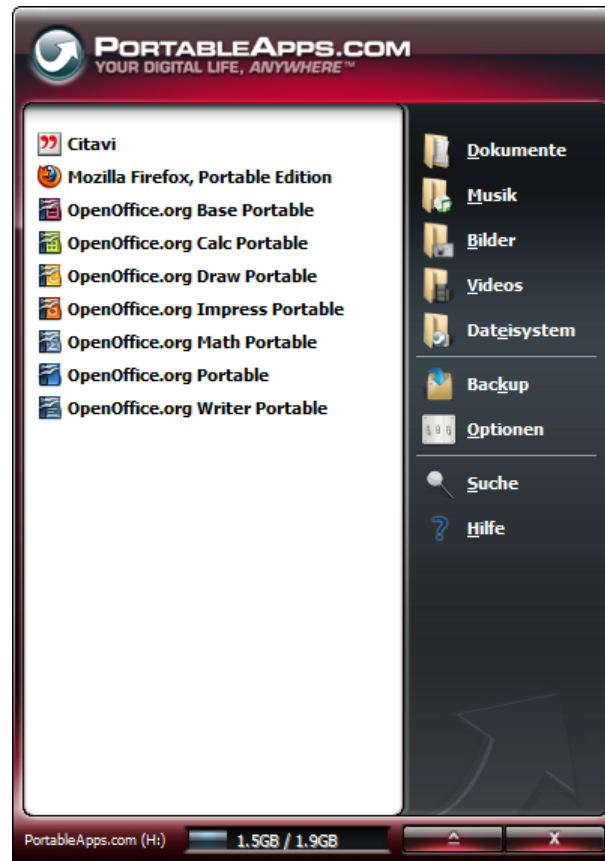 PORTABLEAPPS.COM
YOUR DIGITAL LIFE, ANYWHERE™
Citavi
Mozilla Firefox, Portable Edition
OpenOffice.org Base Portable
OpenOffice.org Calc Portable
OpenOffice.org Draw Portable
OpenOffice.org Impress Portable
OpenOffice.org Math Portable
OpenOffice.org Portable
OpenOffice.org Writer Portable
Dokumente
Musik
Bilder
Videos
Dateisystem
Backup
Optionen
Suche
Hilfe
PortableApps.com (H:)
1.5GB / 1.9GB
X